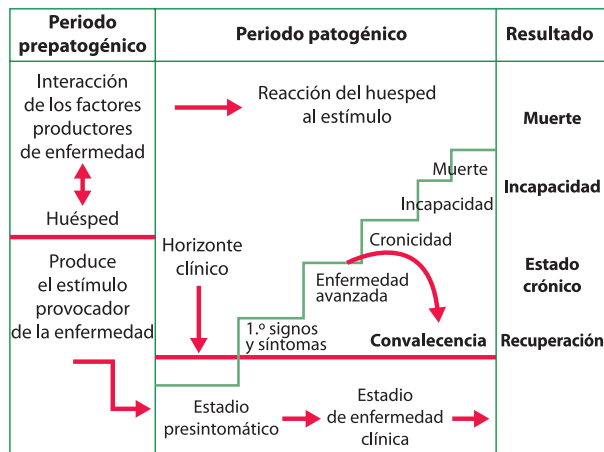 Periodo
prepatogénico
Periodo patogénico
Resultado
Interacción
de los factores
productores
de enfermedad
Huésped
Produce
el estímulo
provocador
de la enfermedad
Reacción del huesped
al estímulo
Horizonte
clínico
Muerte
Incapacidad
Cronicidad
Enfermedad
avanzada
1.º signos
y síntomas
Convalecencia
Estadio
presintomático
Estadio
de enfermedad
clínica
Muerte
Incapacidad
Estado
crónico
Recuperación